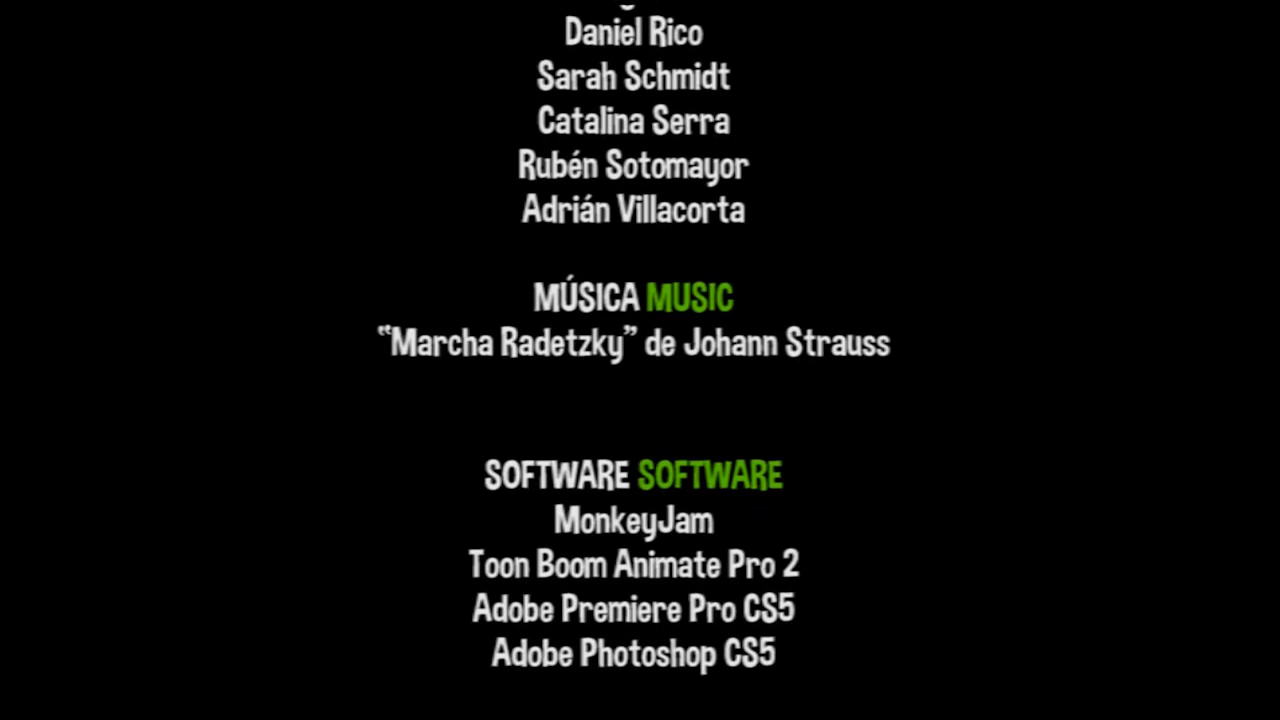 Daniel Rico
Sarah Schmidt
Catalina Serra
Rubén Sotomayor
Adrián Villacorta
MÚSICA MUSIC
“Marcha Radetzky” de Johann Strauss
SOFTWARE SOFTWARE
MonkeyJam
Toon Boom Animate Pro 2
Adobe Premiere Pro CS5
Adobe Photoshop CS5